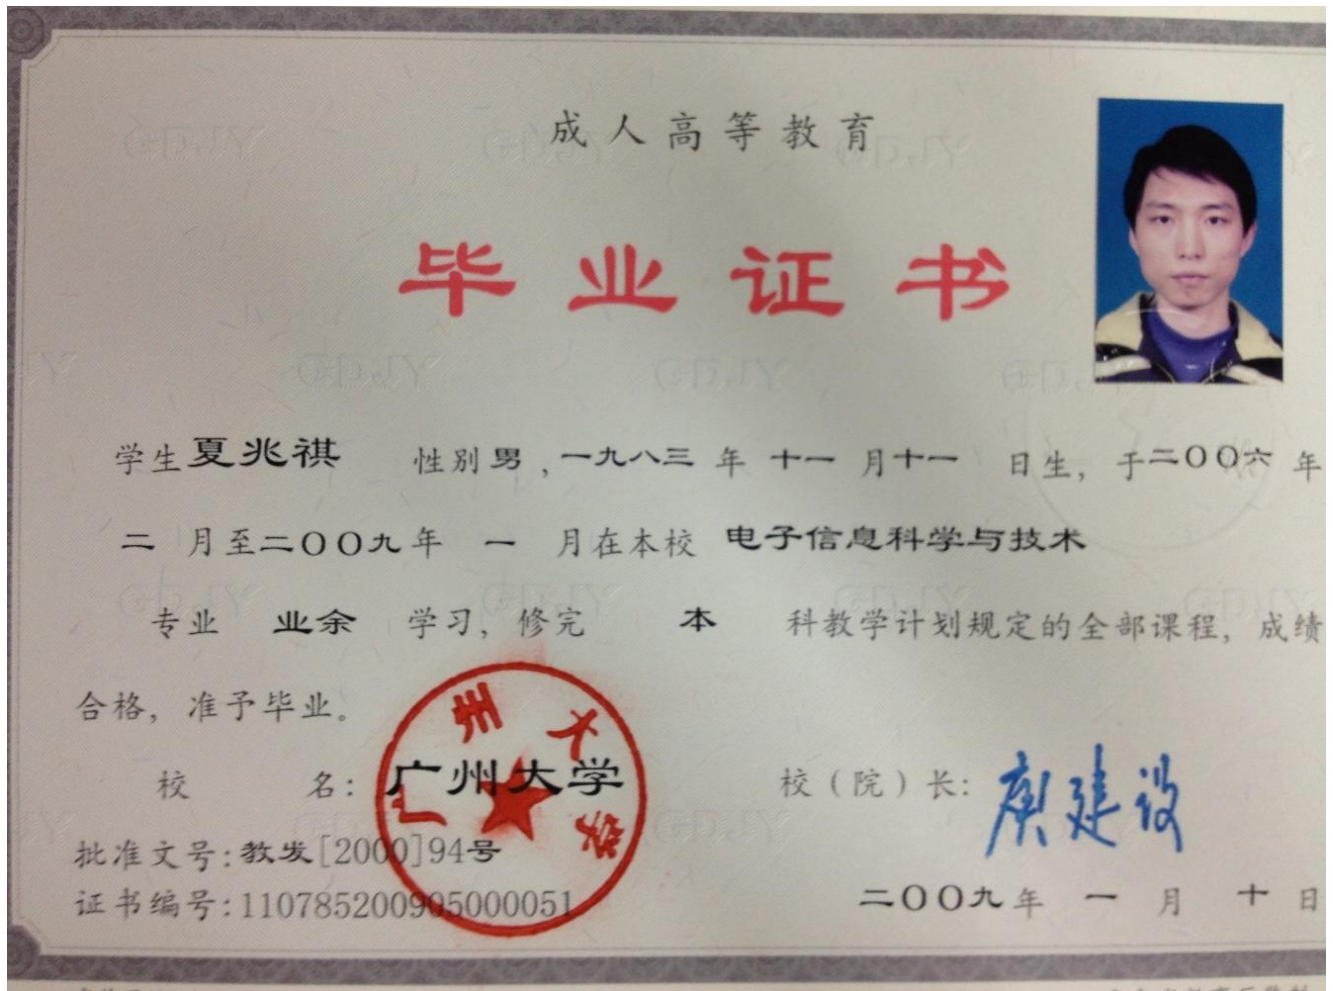 成人高等教育
毕业证书
学生夏兆祺 性别男，一九八三年十一月十一日生，于二〇〇六年
二月至二〇〇九年一月在本校电子信息科学与技术
专业业余学习，修完本科教学计划规定的全部课程，成绩
合格，准予毕业。
校名：广州大学
广州大学
校（院）长：庾建设
批准文号：教发[2000]94号
证书编号：110785200905000051
二〇〇九年一月十日